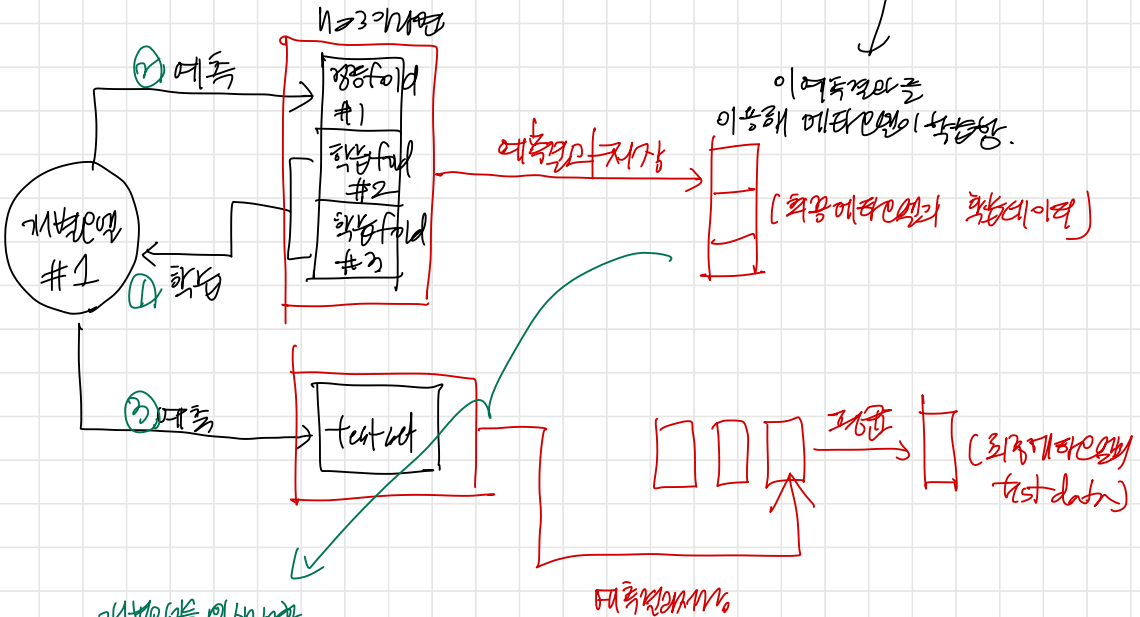 n=3이라면
② 예측
검증fold
#1
학습fold
#2
학습fold
#3
개별모델
#1
① 학습
예측결과 저장
이 예측결과를
이용해 메타모델이 학습함.
(최종메타모델의 학습데이터)
③ 예측
test set
평균
(최종메타모델의
test data)
예측결과저장